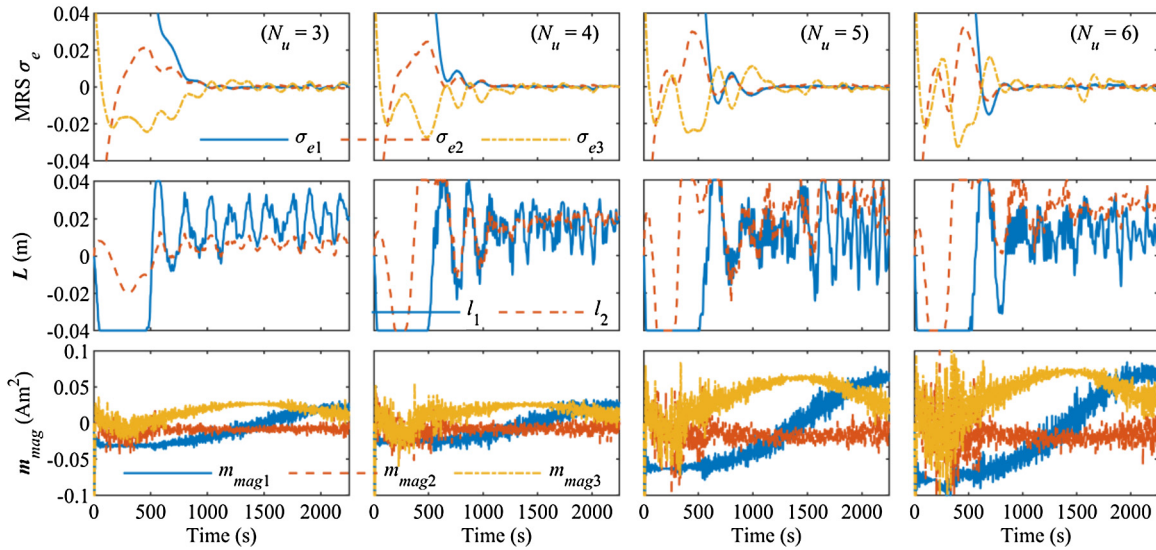 0.04
0.02
0
-0.02
-0.04
MRS σe
(Nu = 3)
(Nu = 4)
(Nu = 5)
(Nu = 6)
σe1
σe2
σe3
0.04
0.02
0
-0.02
-0.04
L (m)
l1
l2
0.1
0.05
0
-0.05
-0.1
mmag (Am²)
mmag1
mmag2
mmag3
0 500 1000 1500 2000
0 500 1000 1500 2000
0 500 1000 1500 2000
0 500 1000 1500 2000
Time (s)
Time (s)
Time (s)
Time (s)